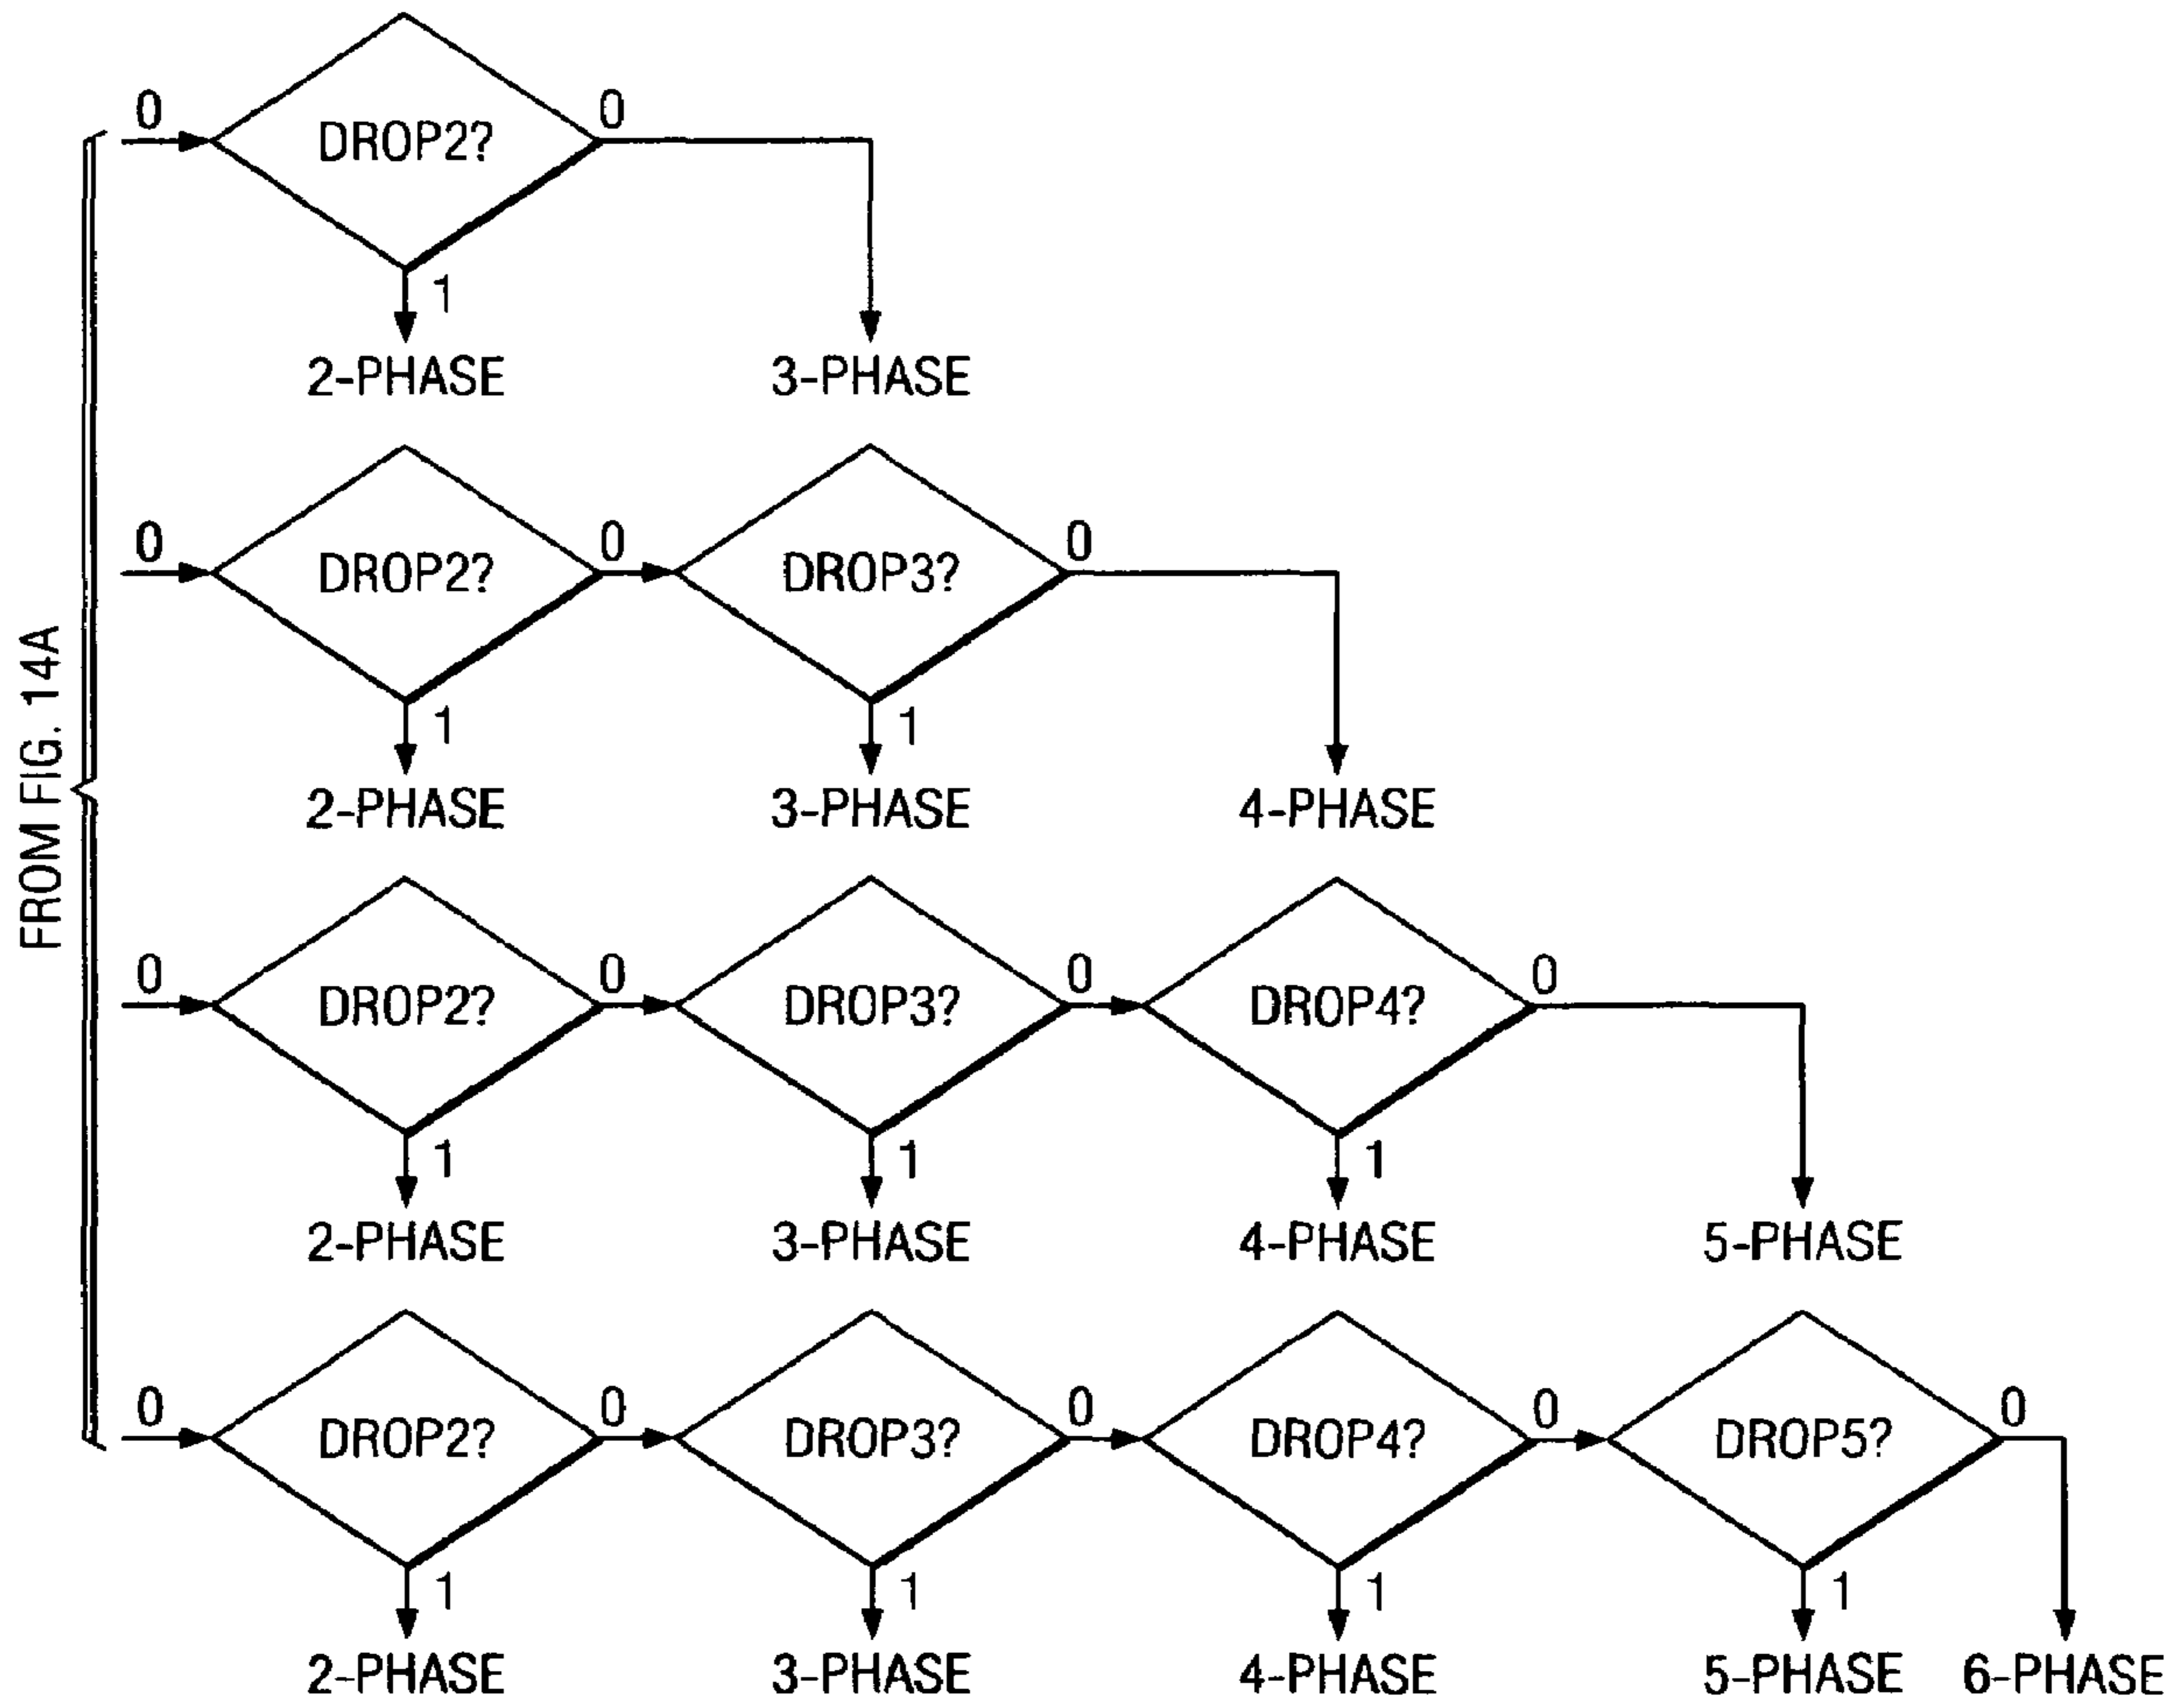 FROM FIG. 14A
0 DROP2? 0
1
2-PHASE 3-PHASE
0 DROP2? 0 DROP3? 0
1 1
2-PHASE 3-PHASE 4-PHASE
0 DROP2? 0 DROP3? 0 DROP4? 0
1 1 1
2-PHASE 3-PHASE 4-PHASE 5-PHASE
0 DROP2? 0 DROP3? 0 DROP4? 0 DROP5? 0
1 1 1 1
2-PHASE 3-PHASE 4-PHASE 5-PHASE 6-PHASE